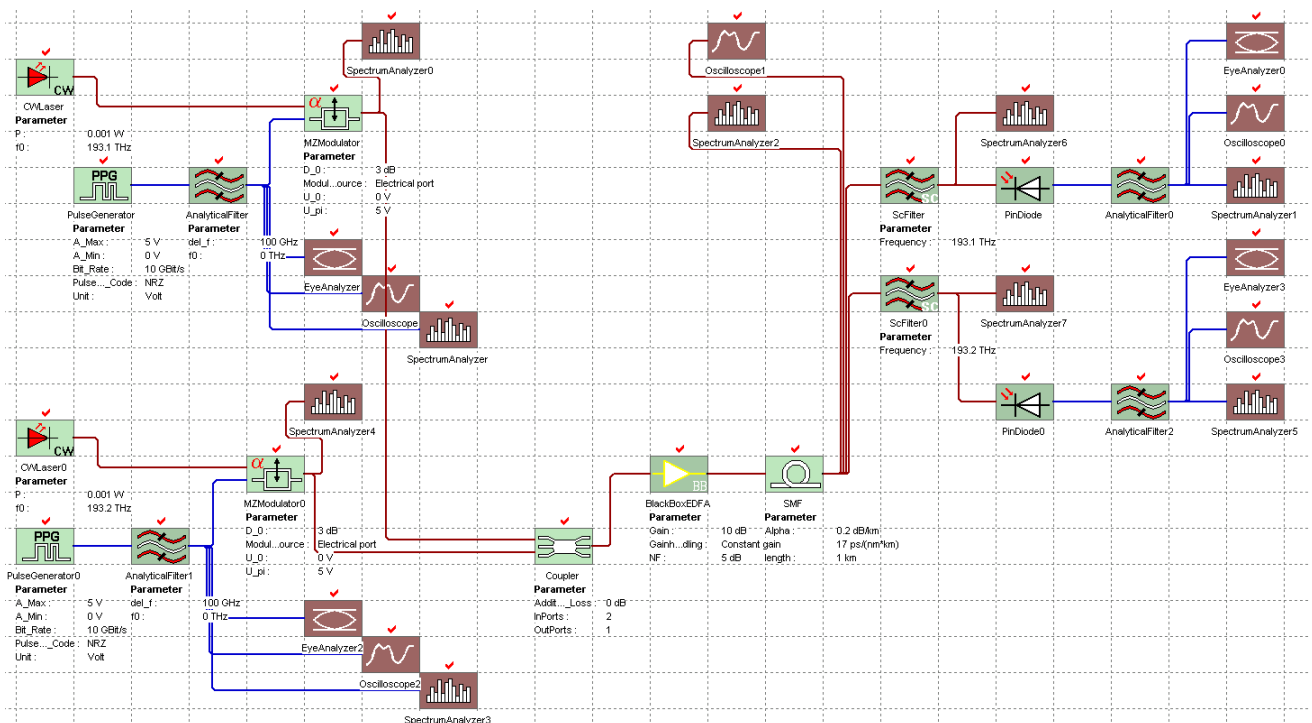 SpectrumAnalyzer0
CW
CWLaser
Parameter
P : 0.001 W
f0 : 193.1 THz
α
MZModulator
Parameter
D_0 : 3 dB
Modul...ource : Electrical port
U_0 : 0 V
U_pi : 5 V
PPG
PulseGenerator
Parameter
A_Max : 5 V
A_Min : 0 V
Bit_Rate : 10 GBit/s
Pulse..._Code : NRZ
Unit : Volt
AnalyticalFilter
Parameter
del_f : 100 GHz
f0 : 0 THz
EyeAnalyzer
Oscilloscope
SpectrumAnalyzer
SpectrumAnalyzer4
CW
CWLaser0
Parameter
P : 0.001 W
f0 : 193.2 THz
α
MZModulator0
Parameter
D_0 : 3 dB
Modul...ource : Electrical port
U_0 : 0 V
U_pi : 5 V
PPG
PulseGenerator0
Parameter
A_Max : 5 V
A_Min : 0 V
Bit_Rate : 10 GBit/s
Pulse..._Code : NRZ
Unit : Volt
AnalyticalFilter1
Parameter
del_f : 100 GHz
f0 : 0 THz
EyeAnalyzer2
Oscilloscope2
SpectrumAnalyzer3
Coupler
Parameter
Addit..._Loss : 0 dB
InPorts : 2
OutPorts : 1
BB
BlackBoxEDFA
Parameter
Gain : 10 dB
Gainh...dling : Constant gain
NF : 5 dB
SMF
Parameter
Alpha : 0.2 dB/km
17 ps/(nm*km)
length : 1 km
Oscilloscope1
SpectrumAnalyzer2
SC
ScFilter
Parameter
Frequency : 193.1 THz
SpectrumAnalyzer6
PinDiode
AnalyticalFilter0
EyeAnalyzer0
Oscilloscope0
SpectrumAnalyzer1
SC
ScFilter0
Parameter
Frequency : 193.2 THz
SpectrumAnalyzer7
PinDiode0
AnalyticalFilter2
EyeAnalyzer3
Oscilloscope3
SpectrumAnalyzer5